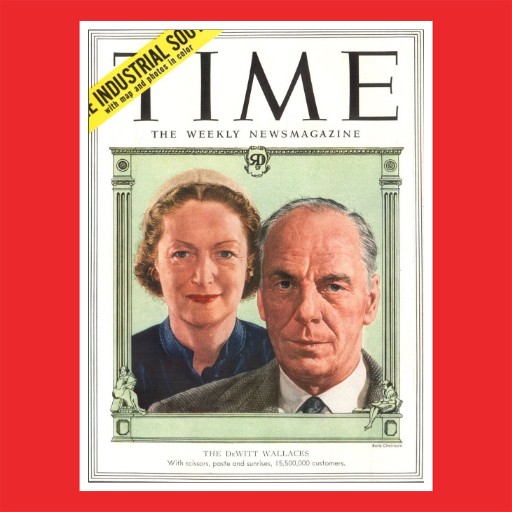 E INDUSTRIAL SOU
with map and photos in color
TIME
THE WEEKLY NEWSMAGAZINE
RD
THE DEWITT WALLACES
With scissors, paste and sunrises, 15,500,000 customers.